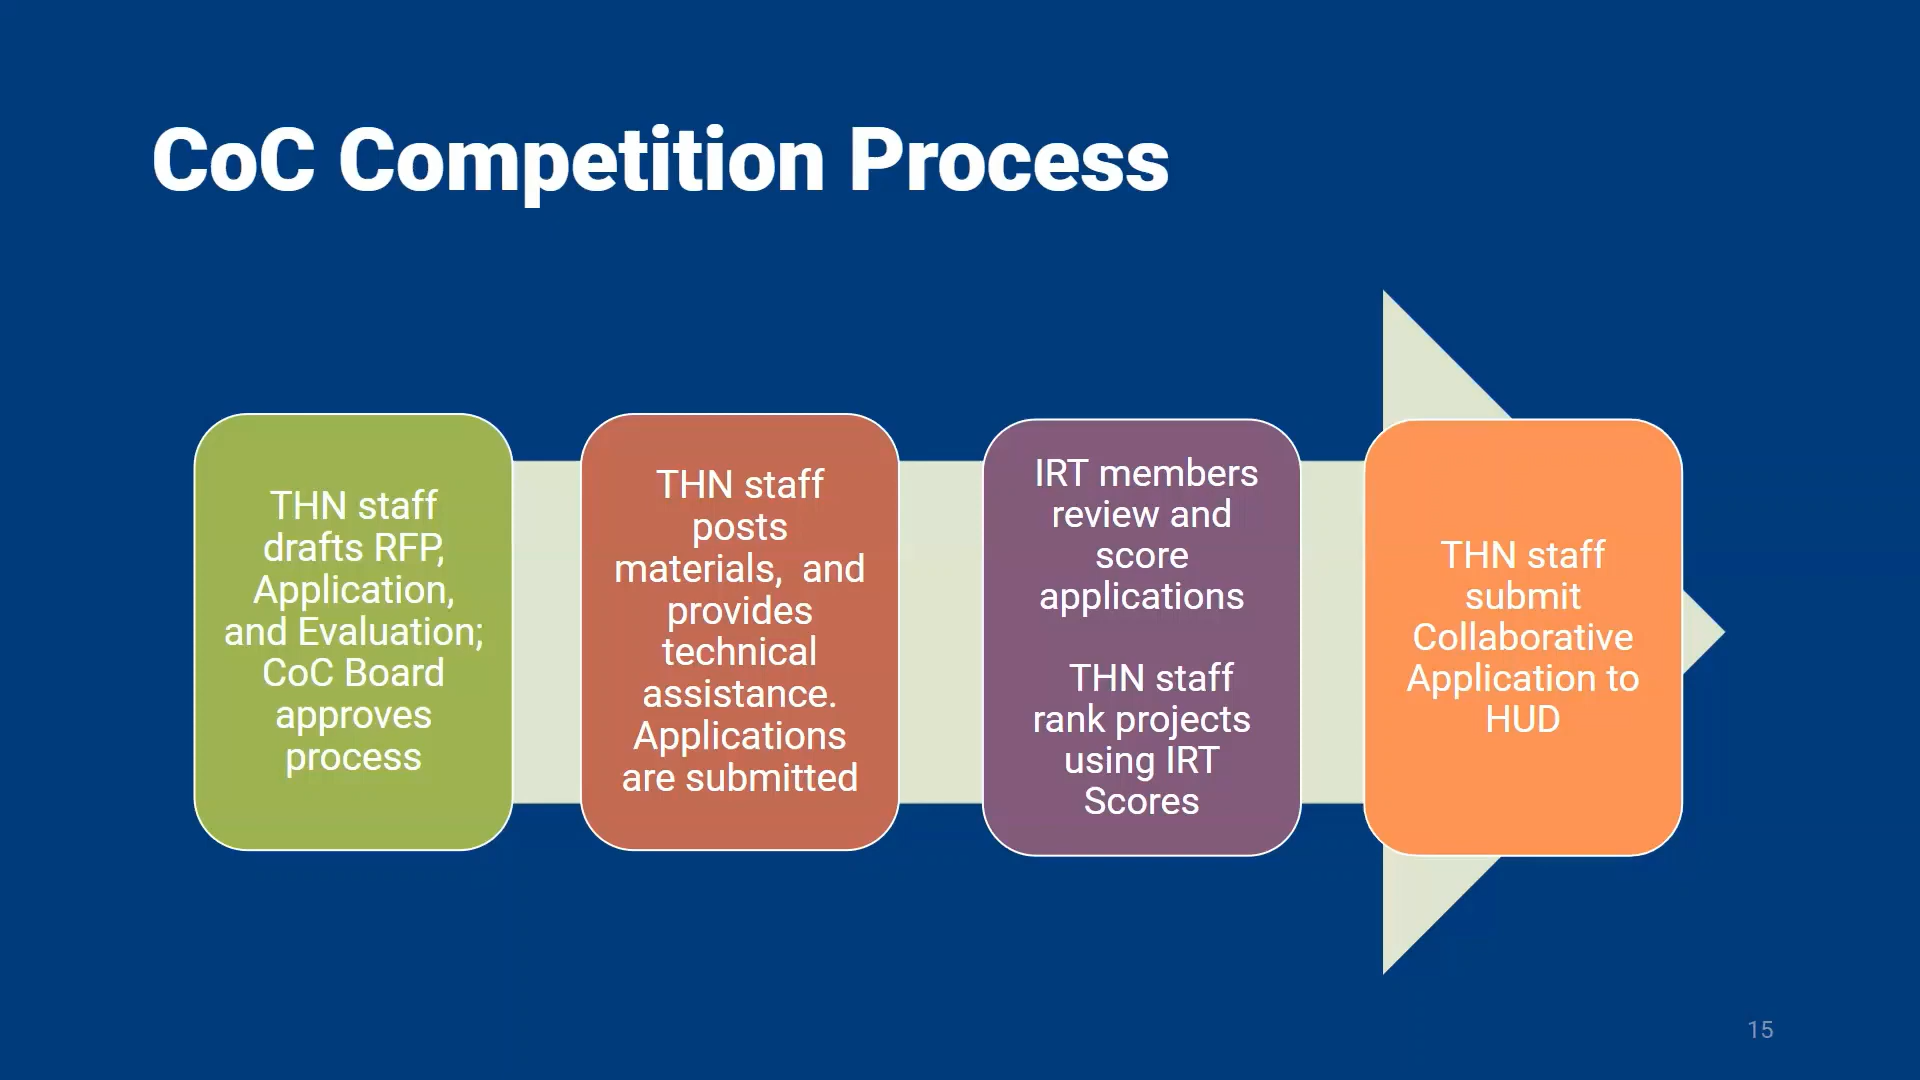 CoC Competition Process
THN staff
drafts RFP,
Application,
and Evaluation;
CoC Board
approves
process
THN staff
posts
materials,  and
provides
technical
assistance.
Applications
are submitted
IRT members
review and
score
applications
THN staff
rank projects
using IRT
Scores
THN staff
submit
Collaborative
Application to
HUD
15